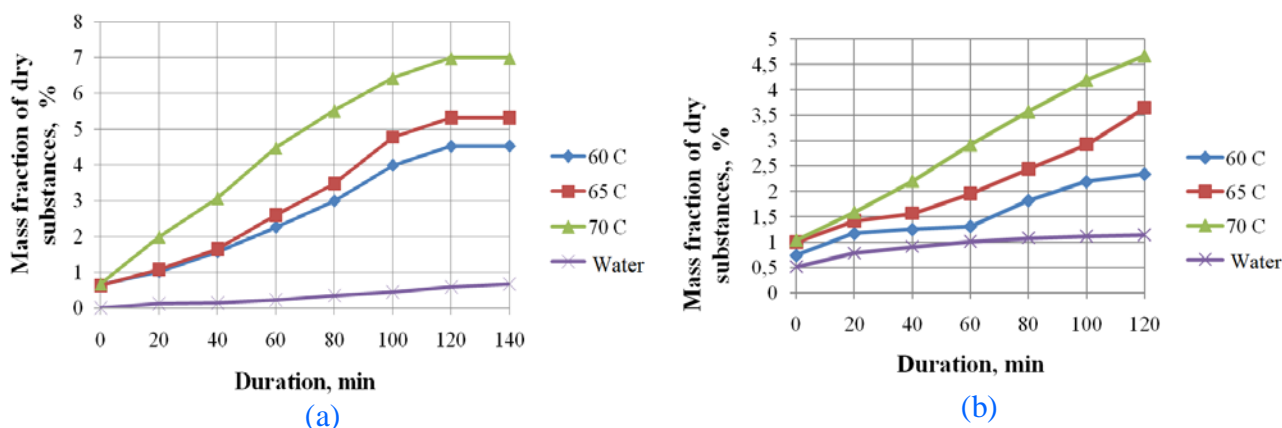 Mass fraction of dry
substances, %
8
7
6
5
4
3
2
1
0
0 20 40 60 80 100 120 140
Duration, min
60 C
65 C
70 C
Water
(a)
Mass fraction of dry
substances,, %
5
4,5
4
3,5
3
2,5
2
1,5
1
0,5
0
0 20 40 60 80 100 120
Duration, min
60 C
65 C
70 C
Water
(b)